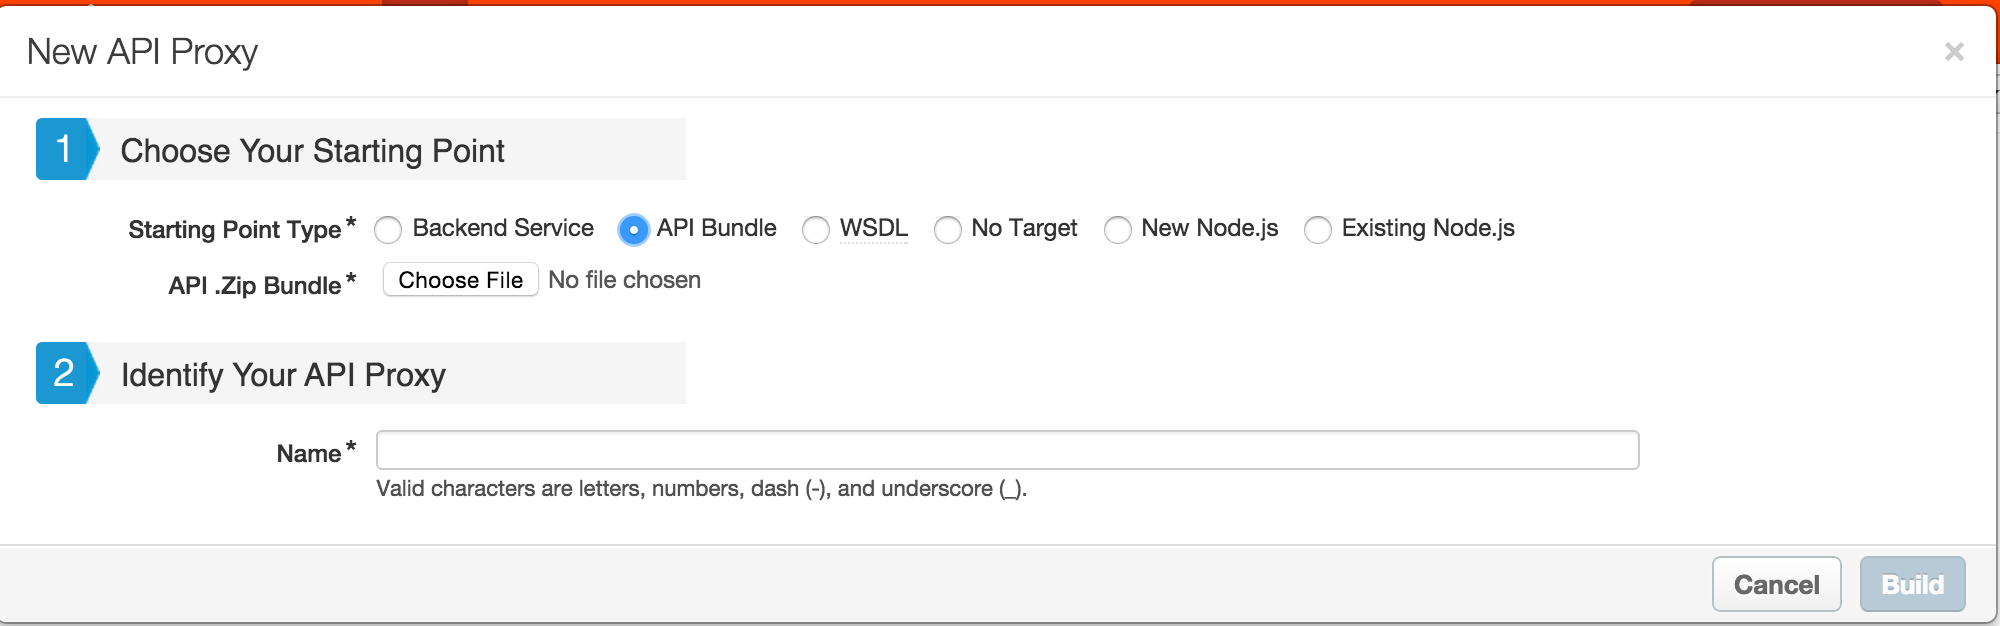 New API Proxy
×
1 Choose Your Starting Point
Starting Point Type * Backend Service API Bundle WSDL No Target New Node.js Existing Node.js
API .Zip Bundle * Choose File No file chosen
2 Identify Your API Proxy
Name *
Valid characters are letters, numbers, dash (-), and underscore (_).
Cancel Build